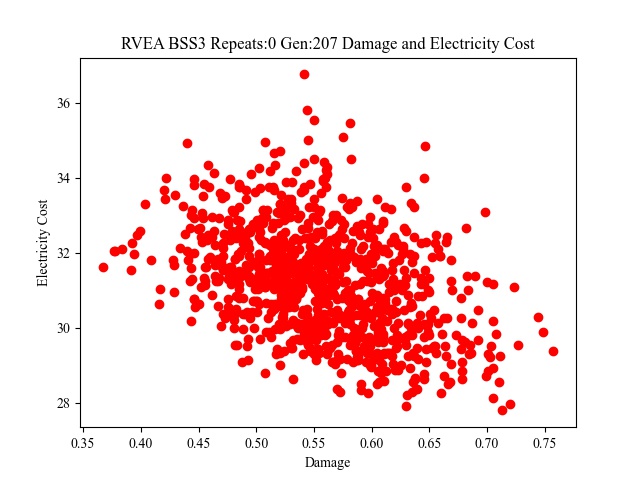 RVEA BSS3 Repeats:0 Gen:207 Damage and Electricity Cost
Electricity Cost
36
34
32
30
28
0.35 0.40 0.45 0.50 0.55 0.60 0.65 0.70 0.75
Damage